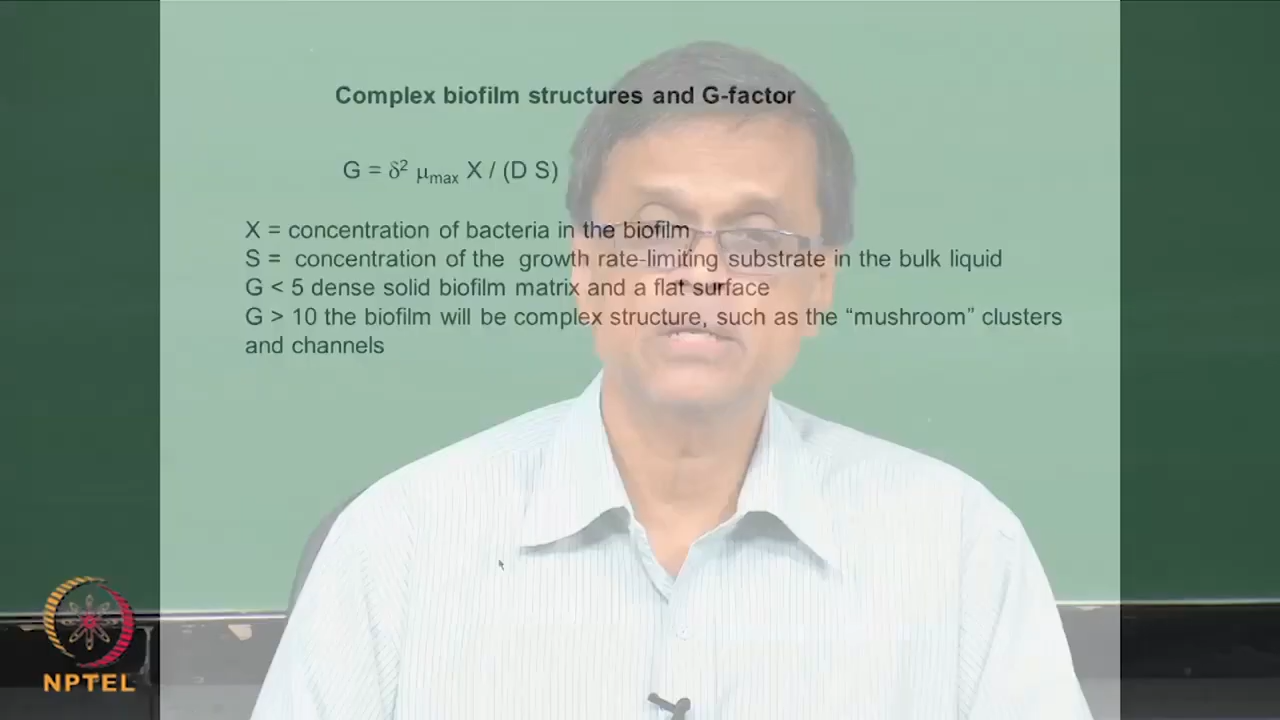 Complex biofilm structures and G-factor
G = δ² μmax X / (D S)
X = concentration of bacteria in the biofilm
S = concentration of the growth rate-limiting substrate in the bulk liquid
G < 5 dense solid biofilm matrix and a flat surface
G > 10 the biofilm will be complex structure, such as the “mushroom” clusters
and channels
NPTEL